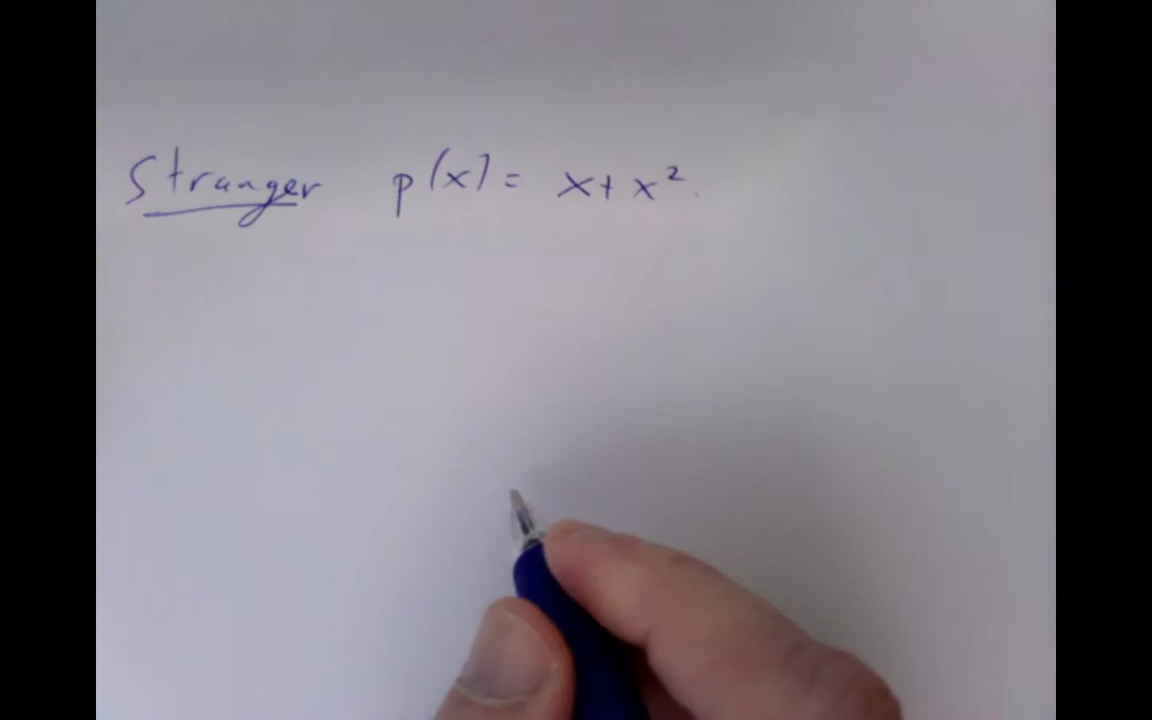 Stranger p(x) = x + x².